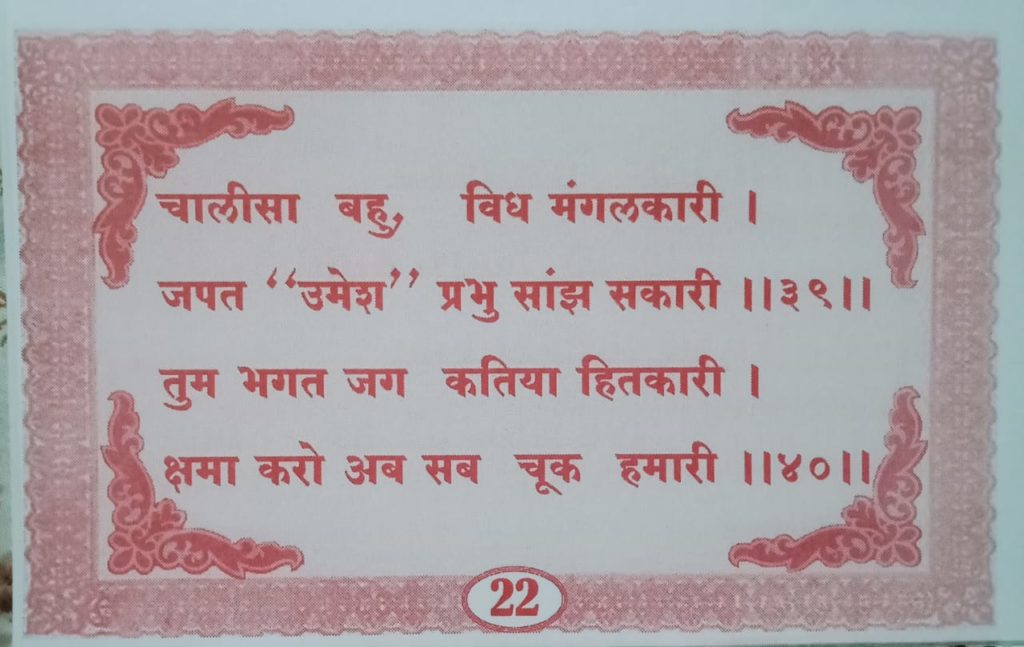 चालीसा बहु, विध मंगलकारी ।
जपत ‘‘उमेश’’ प्रभु सांझ सकारी ।।३९।।
तुम भगत जग कतिया हितकारी ।
क्षमा करो अब सब चूक हमारी ।।४०।।
22